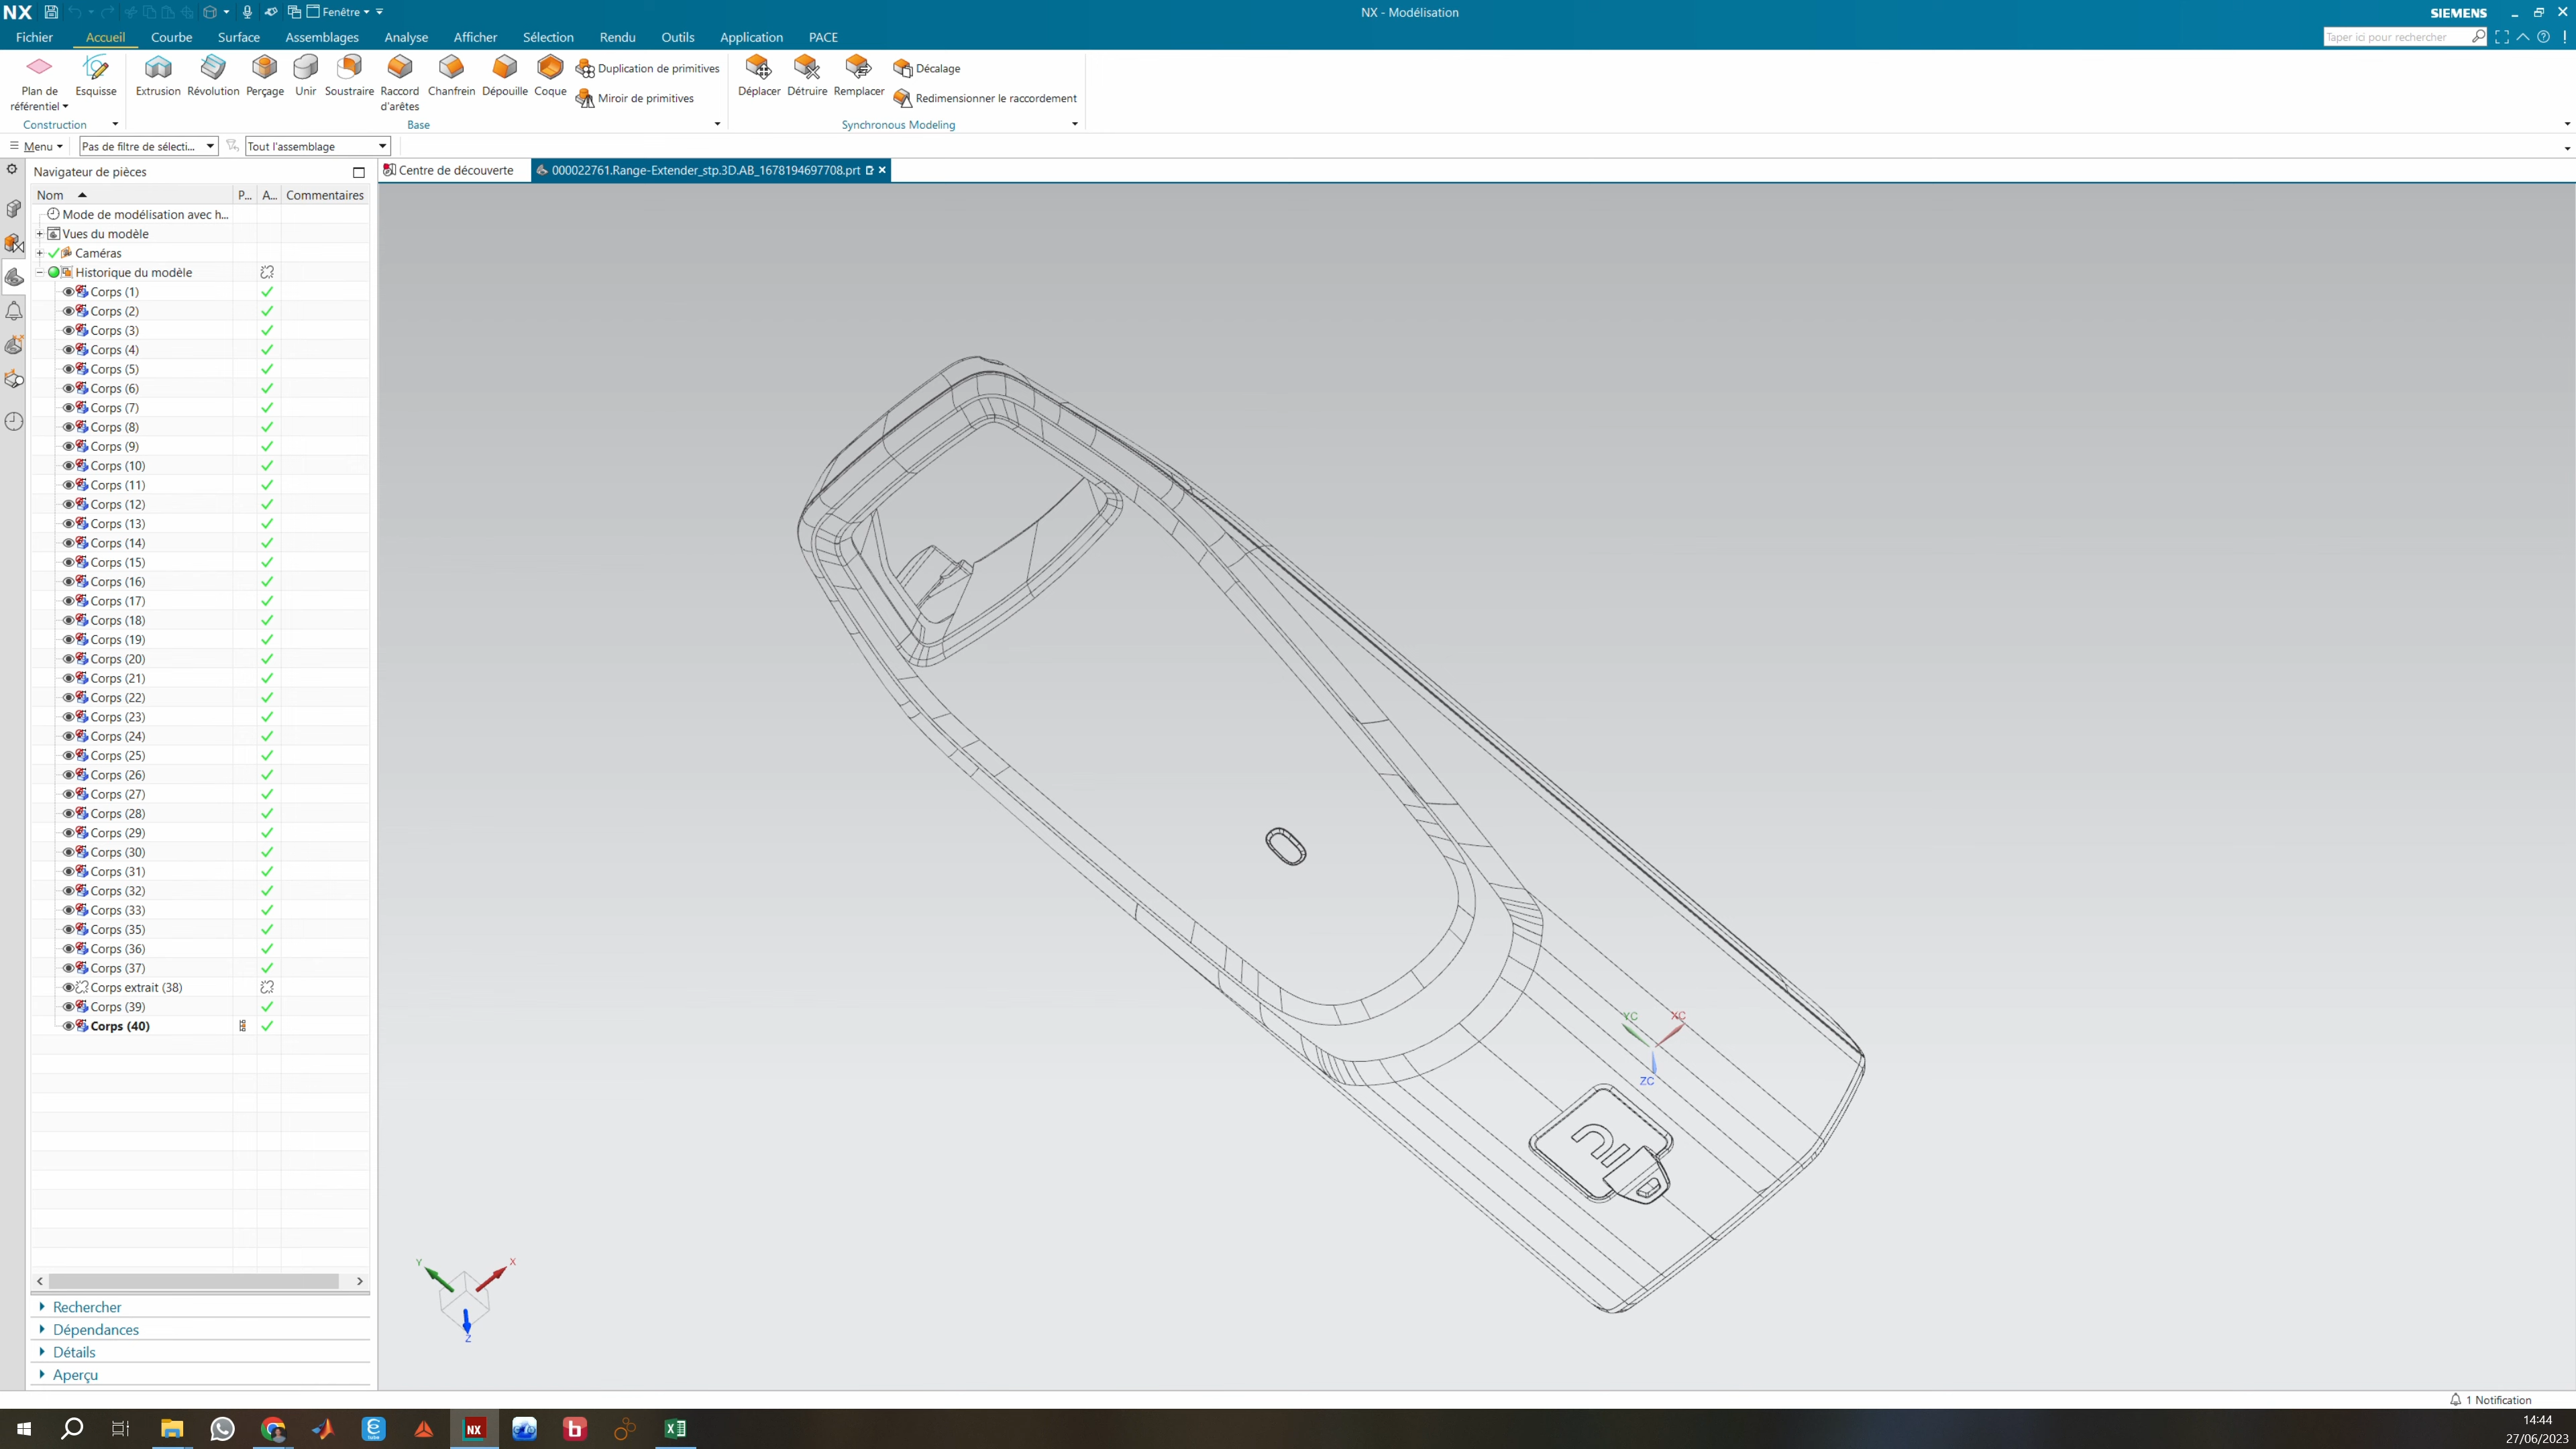 NX
Fenêtre
NX - Modélisation
SIEMENS
Fichier Accueil Courbe Surface Assemblages Analyse Afficher Sélection Rendu Outils Application PACE
Taper ici pour rechercher
Plan de référentiel
Esquisse
Extrusion
Révolution
Perçage
Unir
Soustraire
Raccord d'arêtes
Chanfrein
Dépouille
Coque
Duplication de primitives
Miroir de primitives
Déplacer
Détruire
Remplacer
Décalage
Redimensionner le raccordement
Construction
Base
Synchronous Modeling
Menu
Pas de filtre de sélecti...
Tout l'assemblage
Navigateur de pièces
Centre de découverte
000022761.Range-Extender_stp.3D.AB_1678194697708.prt
Nom P... A... Commentaires
Mode de modélisation avec h...
Vues du modèle
Caméras
Historique du modèle
Corps (1)
Corps (2)
Corps (3)
Corps (4)
Corps (5)
Corps (6)
Corps (7)
Corps (8)
Corps (9)
Corps (10)
Corps (11)
Corps (12)
Corps (13)
Corps (14)
Corps (15)
Corps (16)
Corps (17)
Corps (18)
Corps (19)
Corps (20)
Corps (21)
Corps (22)
Corps (23)
Corps (24)
Corps (25)
Corps (26)
Corps (27)
Corps (28)
Corps (29)
Corps (30)
Corps (31)
Corps (32)
Corps (33)
Corps (35)
Corps (36)
Corps (37)
Corps extrait (38)
Corps (39)
Corps (40)
YC XC
ZC
Y X
Z
Rechercher
Dépendances
Détails
Aperçu
1 Notification
NX
b
14:44
27/06/2023